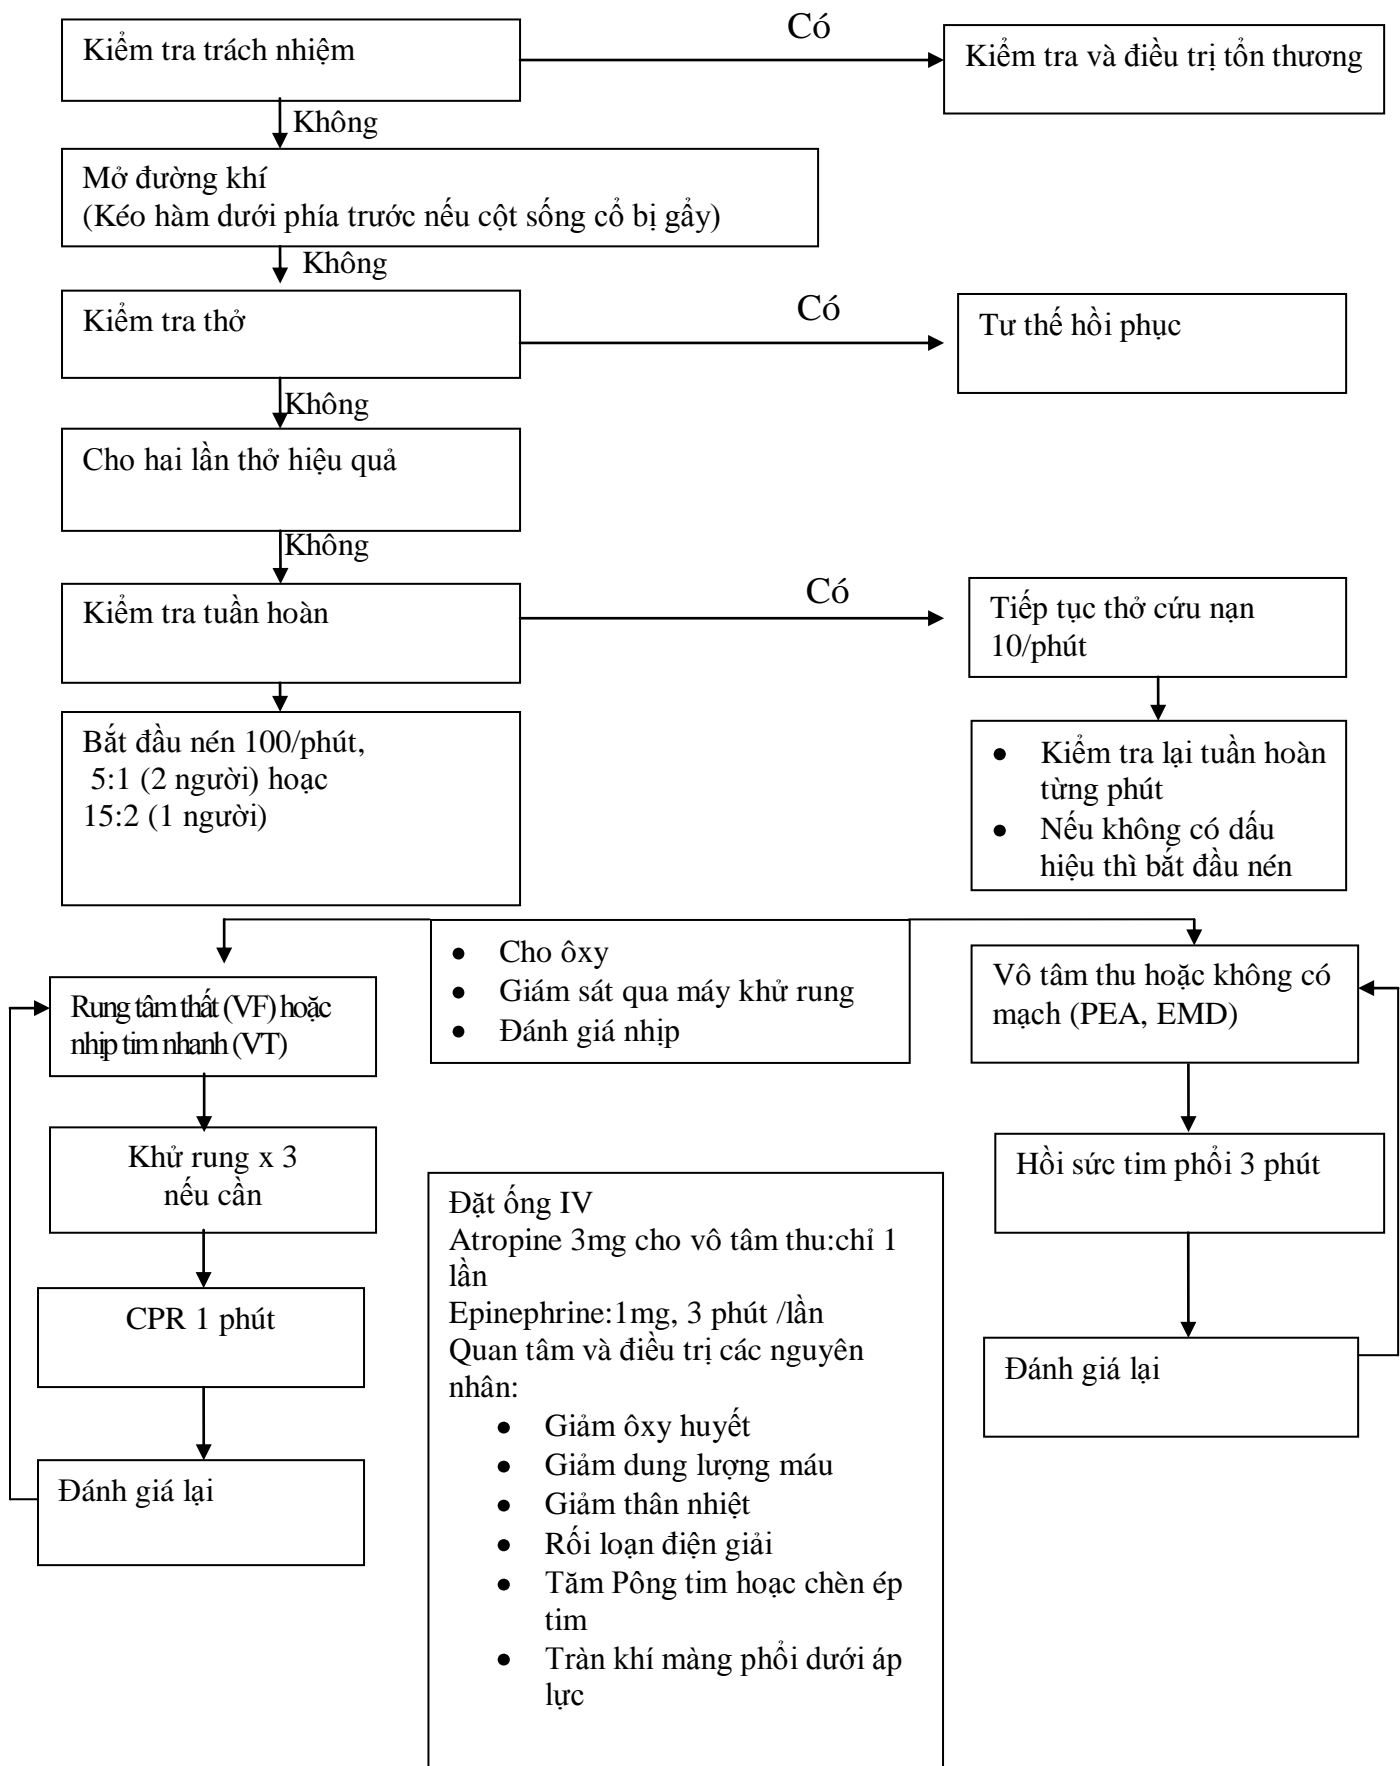 Kiểm tra trách nhiệm
Có
Kiểm tra và điều trị tổn thương
Không
Mở đường khí
(Kéo hàm dưới phía trước nếu cột sống cổ bị gẩy)
Không
Kiểm tra thở
Có
Tư thế hồi phục
Không
Cho hai lần thở hiệu quả
Không
Kiểm tra tuần hoàn
Có
Tiếp tục thở cứu nạn
10/phút
Bắt đầu nén 100/phút,
5:1 (2 người) hoạc
15:2 (1 người)
• Kiểm tra lại tuần hoàn
từng phút
• Nếu không có dấu
hiệu thì bắt đầu nén
• Cho ôxy
• Giám sát qua máy khử rung
• Đánh giá nhịp
Rung tâm thất (VF) hoặc
nhịp tim nhanh (VT)
Vô tâm thu hoặc không có
mạch (PEA, EMD)
Khử rung x 3
nếu cần
Hồi sức tim phổi 3 phút
CPR 1 phút
Đánh giá lại
Đánh giá lại
Đặt ống IV
Atropine 3mg cho vô tâm thu:chỉ 1
lần
Epinephrine:1mg, 3 phút /lần
Quan tâm và điều trị các nguyên
nhân:
• Giảm ôxy huyết
• Giảm dung lượng máu
• Giảm thân nhiệt
• Rối loạn điện giải
• Tăm Pông tim hoạc chèn ép
tim
• Tràn khí màng phổi dưới áp
lực